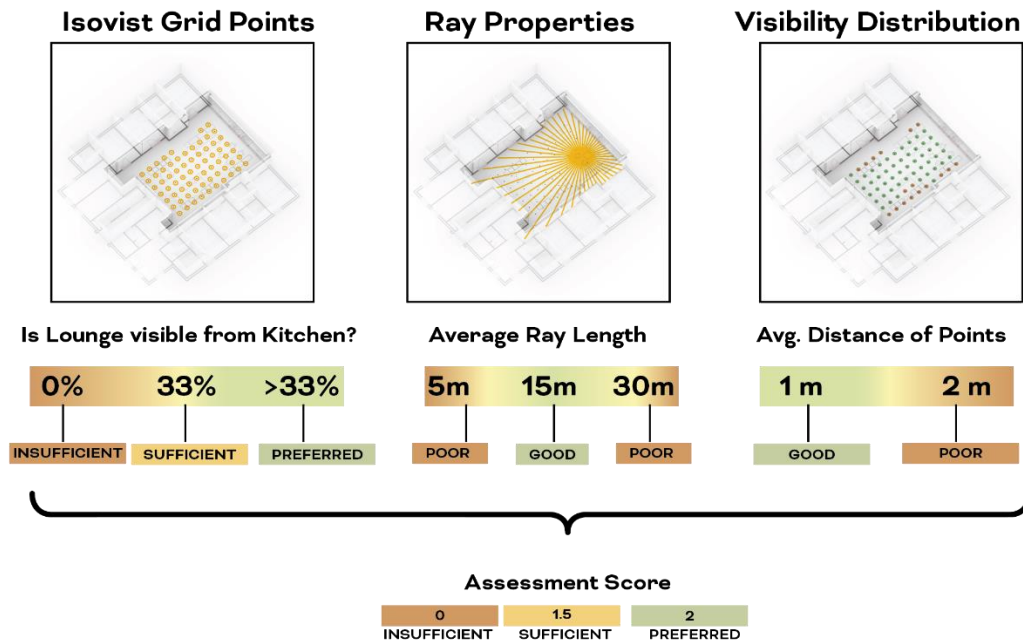 Isovist Grid Points
Ray Properties
Visibility Distribution
Is Lounge visible from Kitchen?
Average Ray Length
Avg. Distance of Points
0% 33% >33%
5m 15m 30m
1 m 2 m
INSUFFICIENT SUFFICIENT PREFERRED
POOR GOOD POOR
GOOD POOR
Assessment Score
0 1.5 2
INSUFFICIENT SUFFICIENT PREFERRED